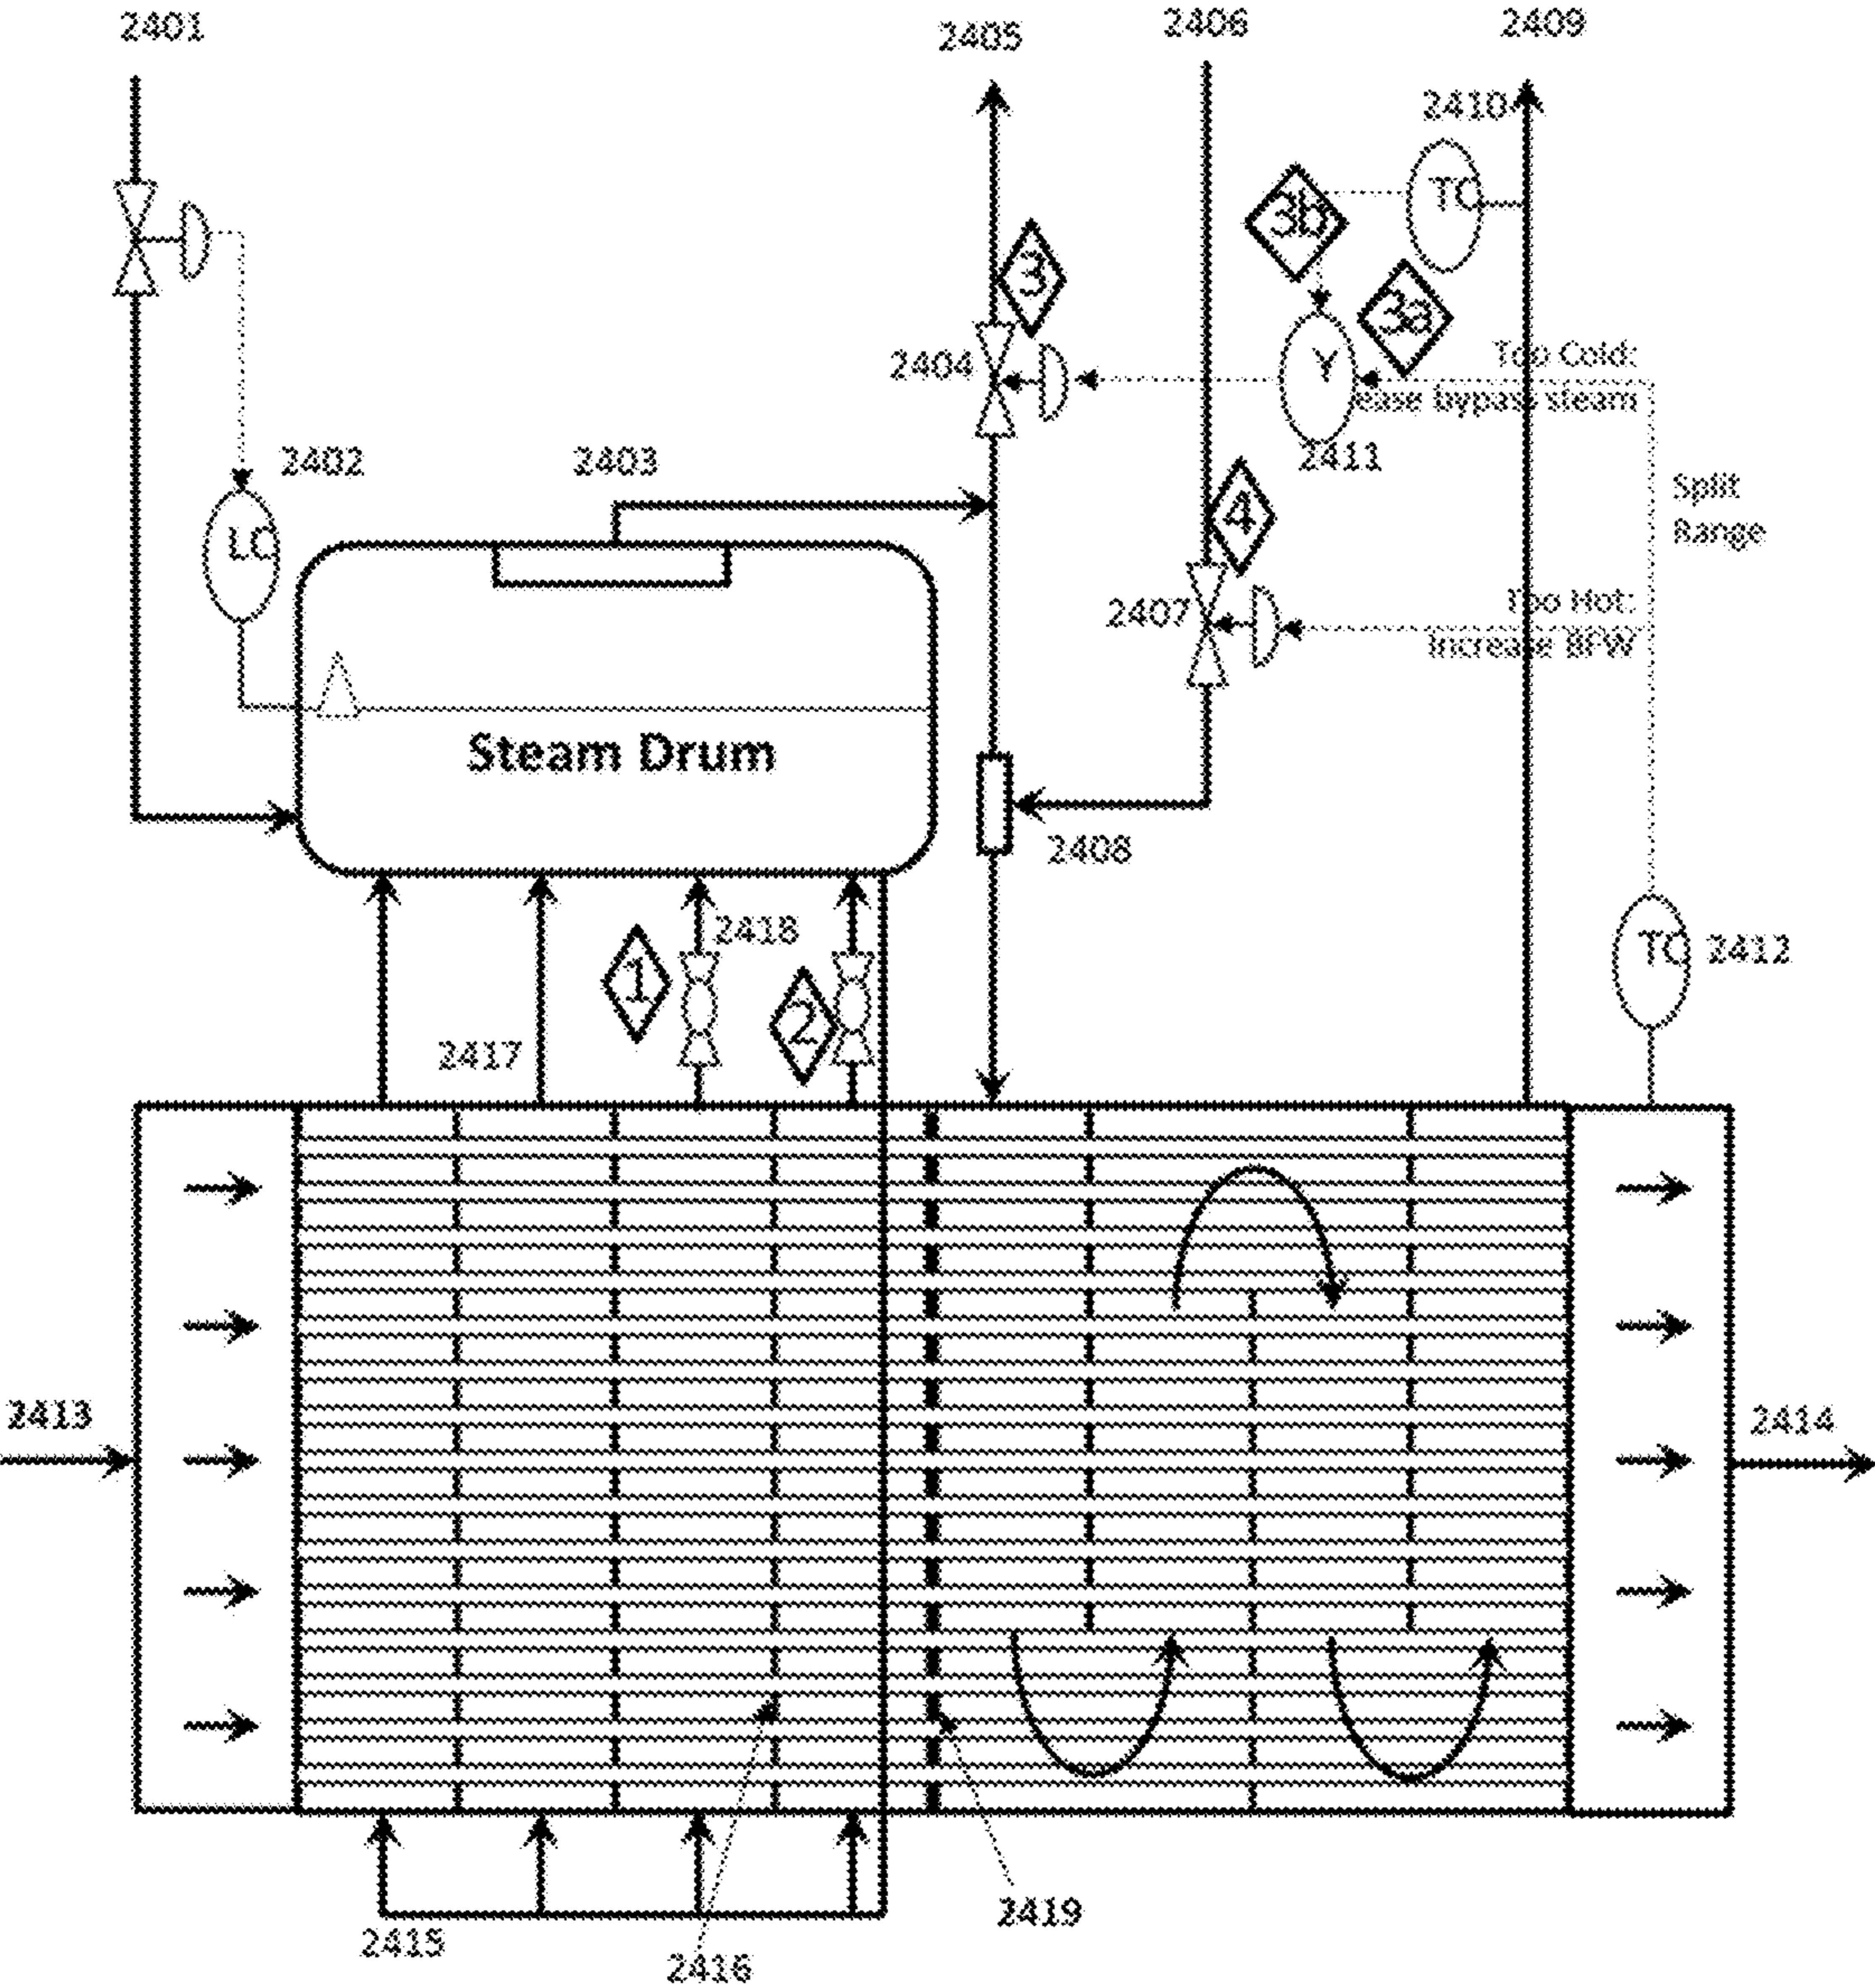 2401
2405
2406
2409
2410
3b
TC
3
3a
2404
Y
Too Cold:
ease bypass steam
2411
2402
2403
Split
Range
4
LC
2407
Too Hot:
Increase BFW
Steam Drum
2408
2418
1
2
TC
2412
2417
2413
2414
2415
2416
2419